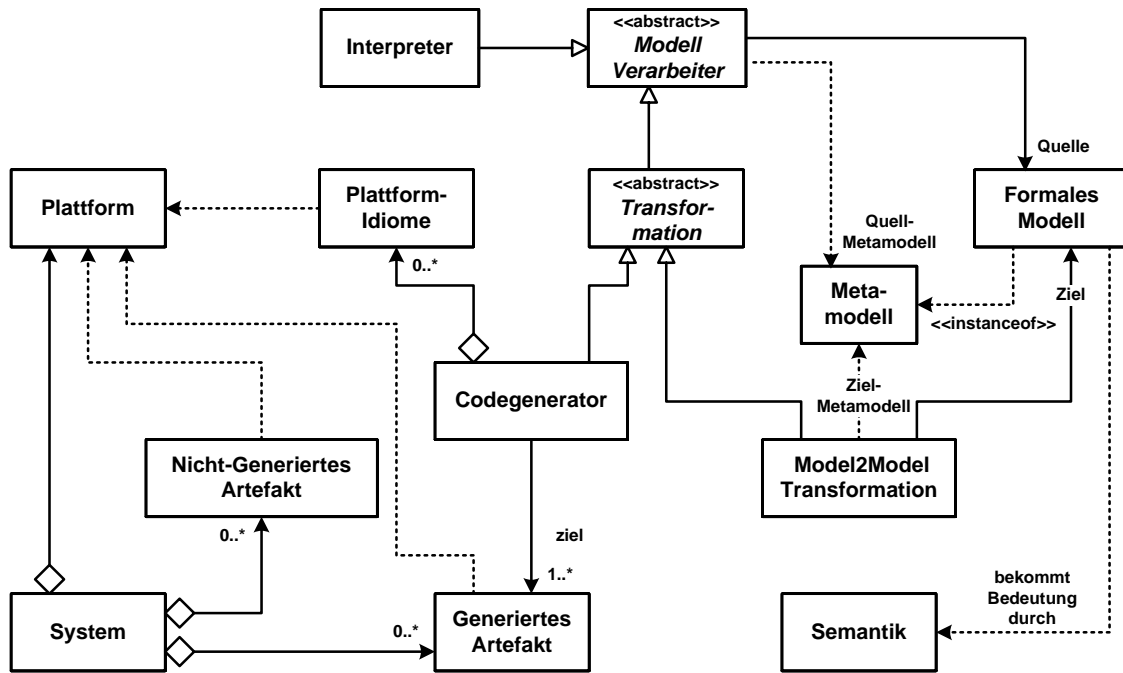 <<abstract>>
Interpreter
Modell
Verarbeiter
Quelle
Plattform
Plattform-
Idiome
<<abstract>>
Transfor-
mation
Formales
Modell
Quell-
Metamodell
0..*
Meta-
modell
Ziel
<<instanceof>>
Codegenerator
Ziel-
Metamodell
Nicht-Generiertes
Artefakt
Model2Model
Transformation
0..*
ziel
1..*
bekommt
Bedeutung
durch
System
0..*
Generiertes
Artefakt
Semantik